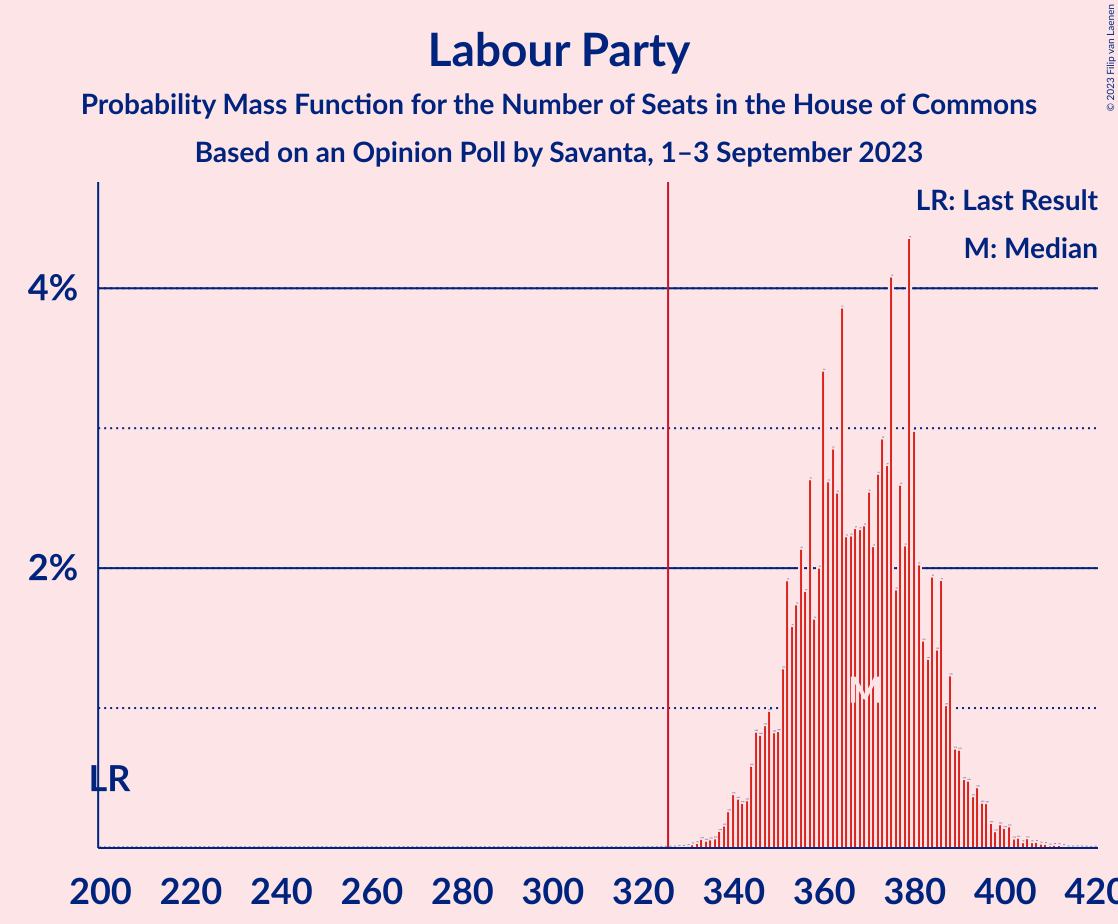 Labour Party
Probability Mass Function for the Number of Seats in the House of Commons
Based on an Opinion Poll by Savanta, 1–3 September 2023
© 2023 Filip van Laenen
LR: Last Result
M: Median
4%
2%
M
LR
200 220 240 260 280 300 320 340 360 380 400 420